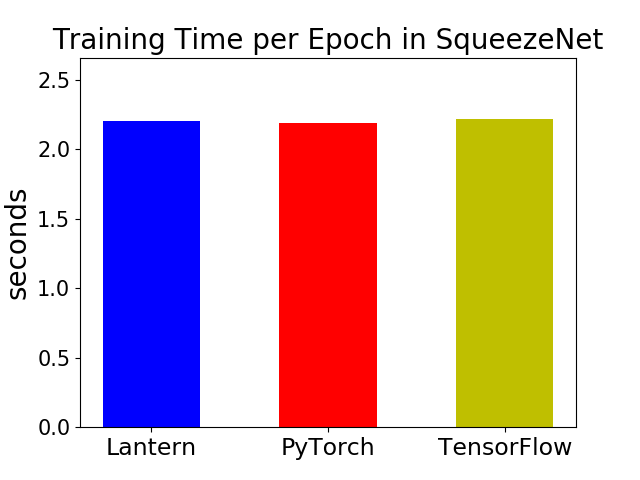 Training Time per Epoch in SqueezeNet
seconds
2.5
2.0
1.5
1.0
0.5
0.0
Lantern PyTorch TensorFlow